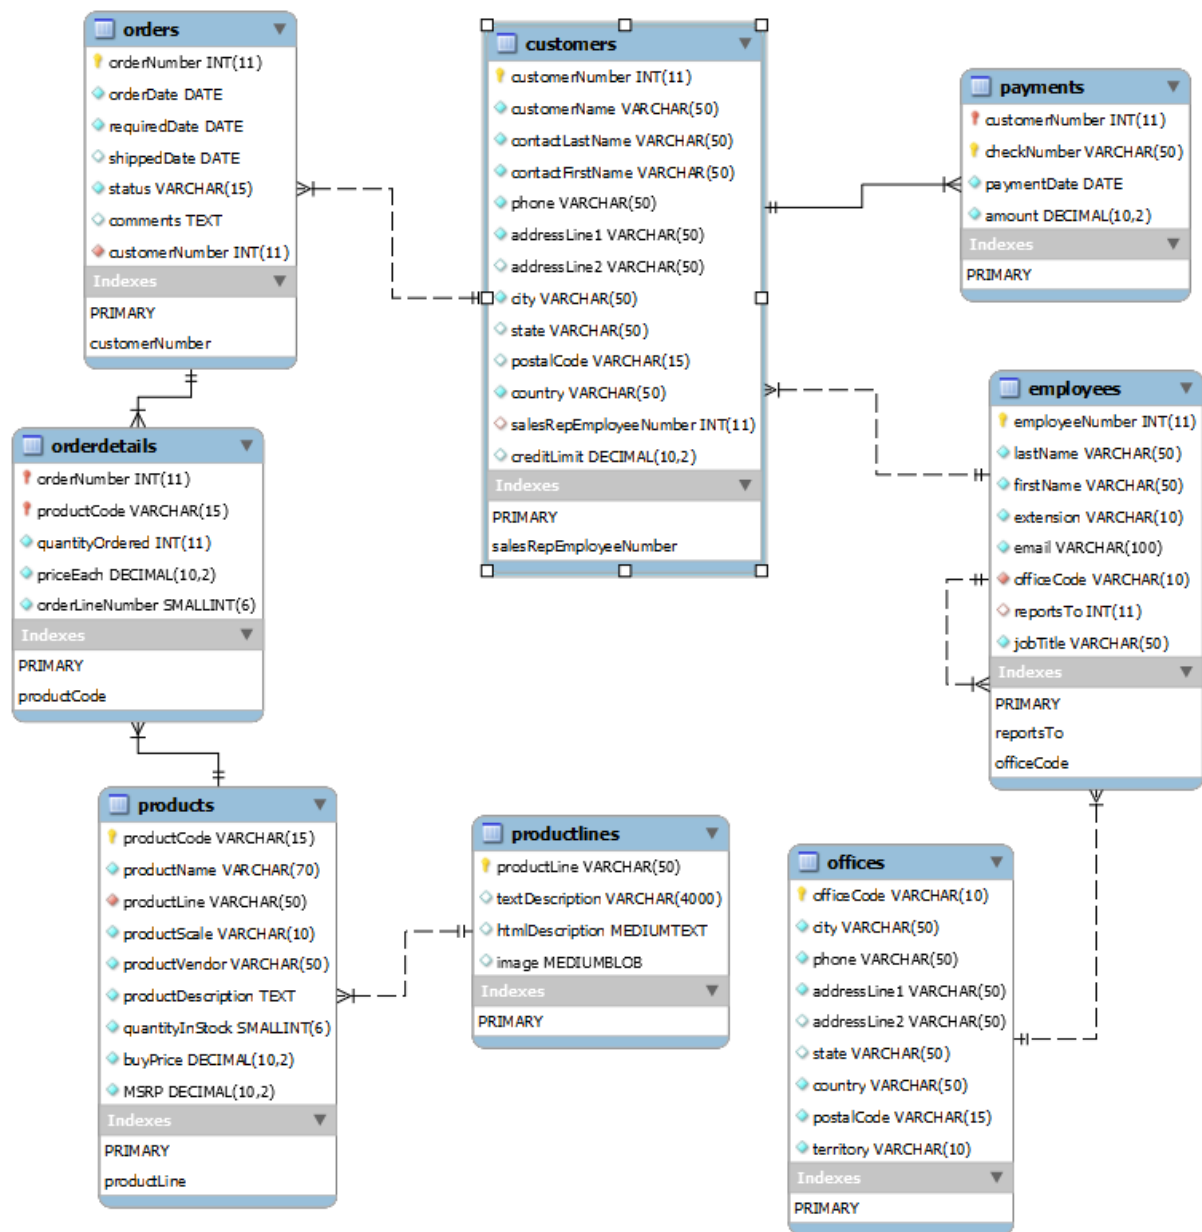 orders
orderNumber INT(11)
orderDate DATE
requiredDate DATE
shippedDate DATE
status VARCHAR(15)
comments TEXT
customerNumber INT(11)
Indexes
PRIMARY
customerNumber
customers
customerNumber INT(11)
customerName VARCHAR(50)
contactLastName VARCHAR(50)
contactFirstName VARCHAR(50)
phone VARCHAR(50)
addressLine1 VARCHAR(50)
addressLine2 VARCHAR(50)
city VARCHAR(50)
state VARCHAR(50)
postalCode VARCHAR(15)
country VARCHAR(50)
salesRepEmployeeNumber INT(11)
creditLimit DECIMAL(10,2)
Indexes
PRIMARY
salesRepEmployeeNumber
payments
customerNumber INT(11)
checkNumber VARCHAR(50)
paymentDate DATE
amount DECIMAL(10,2)
Indexes
PRIMARY
employees
employeeNumber INT(11)
lastName VARCHAR(50)
firstName VARCHAR(50)
extension VARCHAR(10)
email VARCHAR(100)
officeCode VARCHAR(10)
reportsTo INT(11)
jobTitle VARCHAR(50)
Indexes
PRIMARY
reportsTo
officeCode
orderdetails
orderNumber INT(11)
productCode VARCHAR(15)
quantityOrdered INT(11)
priceEach DECIMAL(10,2)
orderLineNumber SMALLINT(6)
Indexes
PRIMARY
productCode
products
productCode VARCHAR(15)
productName VARCHAR(70)
productLine VARCHAR(50)
productScale VARCHAR(10)
productVendor VARCHAR(50)
productDescription TEXT
quantityInStock SMALLINT(6)
buyPrice DECIMAL(10,2)
MSRP DECIMAL(10,2)
Indexes
PRIMARY
productLine
productlines
productLine VARCHAR(50)
textDescription VARCHAR(4000)
htmlDescription MEDIUMTEXT
image MEDIUMBLOB
Indexes
PRIMARY
offices
officeCode VARCHAR(10)
city VARCHAR(50)
phone VARCHAR(50)
addressLine1 VARCHAR(50)
addressLine2 VARCHAR(50)
state VARCHAR(50)
country VARCHAR(50)
postalCode VARCHAR(15)
territory VARCHAR(10)
Indexes
PRIMARY